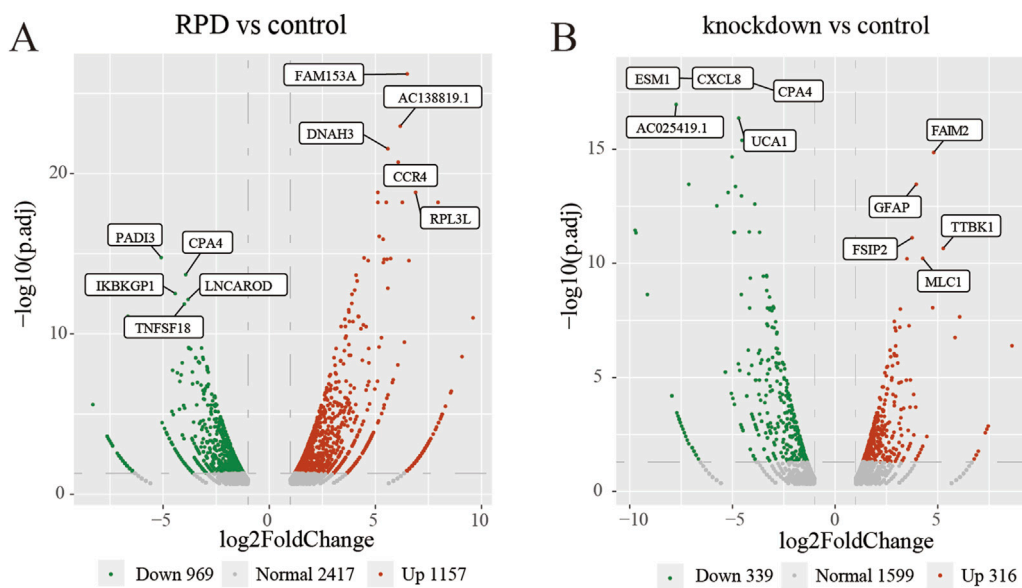 A
RPD vs control
FAM153A
AC138819.1
DNAH3
CCR4
RPL3L
PADI3
CPA4
IKBKGP1
LNCAROD
TNFSF18
−log10(p.adj)
20
10
0
−5
0
5
10
log2FoldChange
Down 969
Normal 2417
Up 1157
B
knockdown vs control
ESM1
CXCL8
CPA4
AC025419.1
UCA1
FAIM2
GFAP
TTBK1
FSIP2
MLC1
−log10(p.adj)
15
10
5
0
−10
−5
0
5
log2FoldChange
Down 339
Normal 1599
Up 316